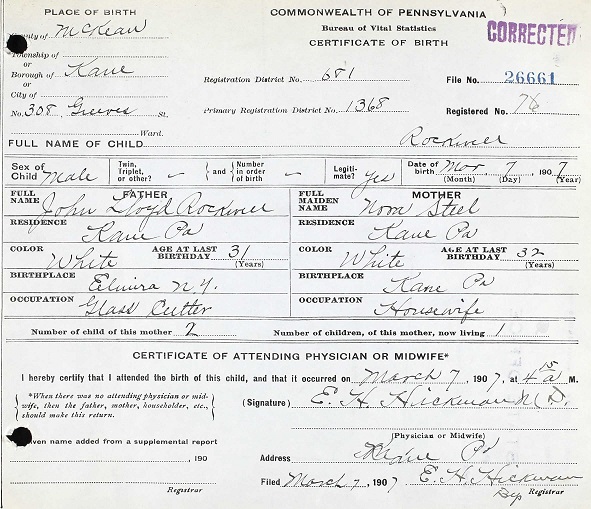 PLACE OF BIRTH
County of McKean
Township of
or
Borough of Kane
or
City of
No. 308 Greeves St.
Ward.
COMMONWEALTH OF PENNSYLVANIA
Bureau of Vital Statistics
CERTIFICATE OF BIRTH
CORRECTED
Registration District No. 681
File No. 26661
Primary Registration District No. 1368
Registered No. 76
FULL NAME OF CHILD Rockwell
Sex of Child Male
Twin, Triplet, or other? –
and
Number in order of birth –
Legiti-mate? Yes
Date of birth Mar 7, 1907
(Month) (Day) (Year)
FATHER
FULL NAME John Lloyd Rockwell
RESIDENCE Kane Pa
COLOR White
AGE AT LAST BIRTHDAY 31
(Years)
BIRTHPLACE Elmira N.Y.
OCCUPATION Glass Cutter
MOTHER
FULL MAIDEN NAME Nora Steel
RESIDENCE Kane Pa
COLOR White
AGE AT LAST BIRTHDAY 32
(Years)
BIRTHPLACE Kane Pa
OCCUPATION Housewife
Number of child of this mother 2
Number of children, of this mother, now living 1
CERTIFICATE OF ATTENDING PHYSICIAN OR MIDWIFE*
I hereby certify that I attended the birth of this child, and that it occurred on March 7, 1907, at 4 15 a M.
*When there was no attending physician or mid-
wife, then the father, mother, householder, etc.,
should make this return.
(Signature) E. H. Hickman M.D.
(Physician or Midwife)
Given name added from a supplemental report
, 190
Registrar
Address Kane Pa
Filed March 7, 1907 E. H. Hickman
Dep Registrar